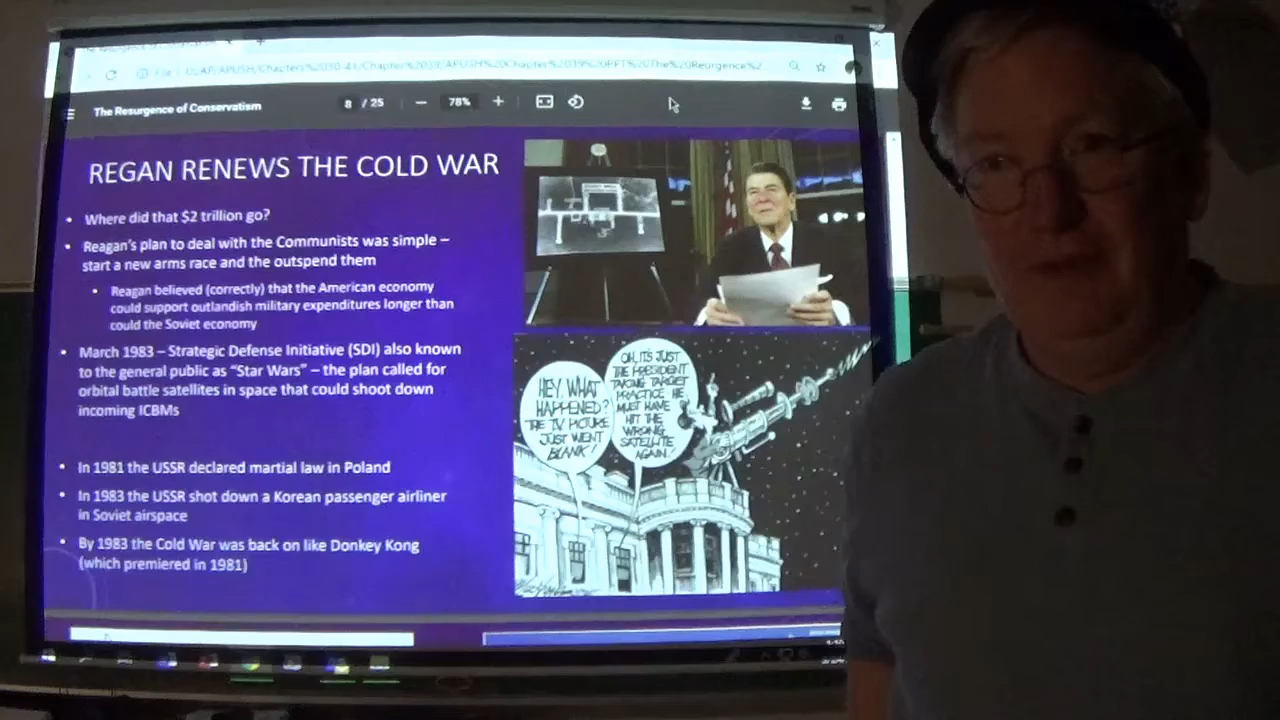 The Resurgence of Conservatism
8 / 25
78%
REGAN RENEWS THE COLD WAR
• Where did that $2 trillion go?
• Reagan's plan to deal with the Communists was simple –
start a new arms race and the outspend them
• Reagan believed (correctly) that the American economy
could support outlandish military expenditures longer than
could the Soviet economy
• March 1983 – Strategic Defense Initiative (SDI) also known
to the general public as "Star Wars" – the plan called for
orbital battle satellites in space that could shoot down
incoming ICBMs
• In 1981 the USSR declared martial law in Poland
• In 1983 the USSR shot down a Korean passenger airliner
in Soviet airspace
• By 1983 the Cold War was back on like Donkey Kong
(which premiered in 1981)
HEY, WHAT
HAPPENED?
THE TV PICTURE
JUST WENT
BLANK!
OH, IT'S JUST
THE PRESIDENT
TAKING TARGET
PRACTICE. HE
MUST HAVE
HIT THE
WRONG
SATELLITE
AGAIN.